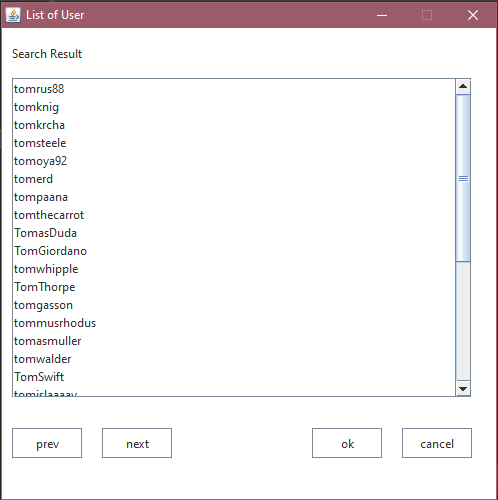 List of User
Search Result
tomrus88
tomknig
tomkrcha
tomsteele
tomoya92
tomerd
tompaana
tomthecarrot
TomasDuda
TomGiordano
tomwhipple
TomThorpe
tomgasson
tommusrhodus
tomasmuller
tomwalder
TomSwift
prev next ok cancel